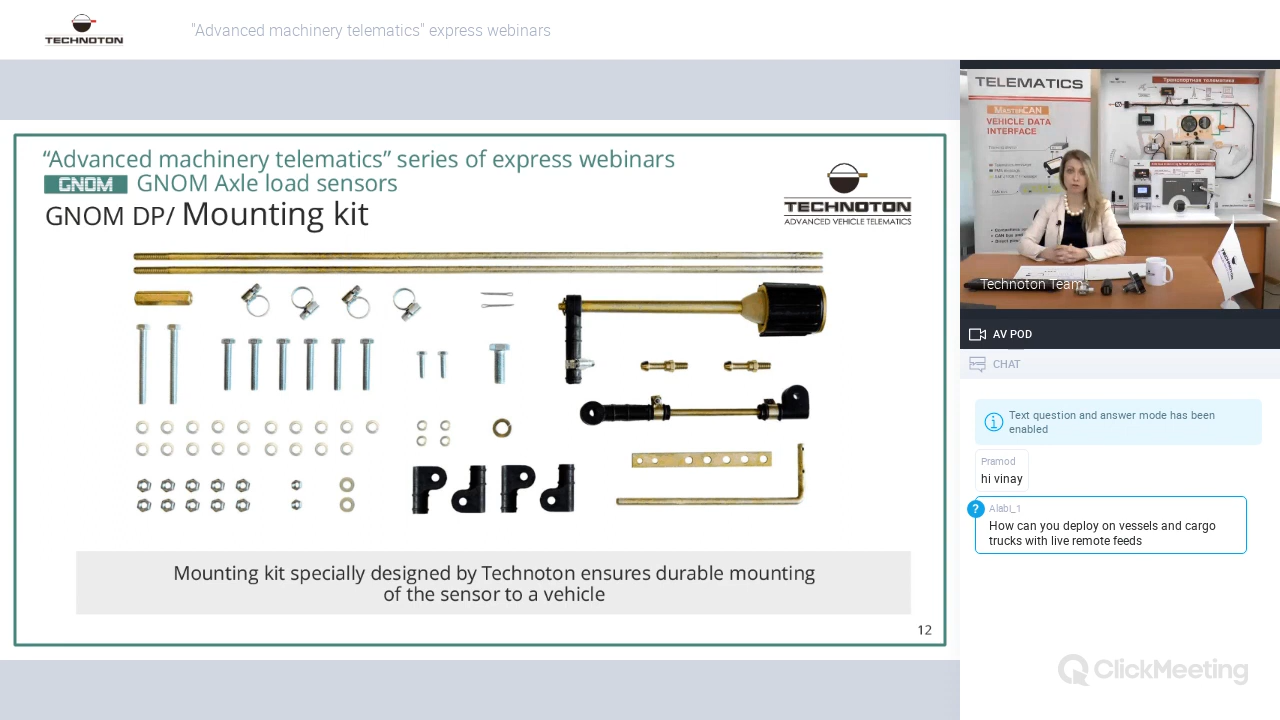 TECHNOTON
"Advanced machinery telematics" express webinars
“Advanced machinery telematics” series of express webinars
GNOM GNOM Axle load sensors
GNOM DP/ Mounting kit
TECHNOTON
ADVANCED VEHICLE TELEMATICS
Mounting kit specially designed by Technoton ensures durable mounting
of the sensor to a vehicle
12
TELEMATICS
MasterCAN
VEHICLE DATA
INTERFACE
Транспортная телематика
Technoton Team
AV POD
CHAT
Text question and answer mode has been
enabled
Pramod
hi vinay
?
Alabi_1
How can you deploy on vessels and cargo
trucks with live remote feeds
ClickMeeting